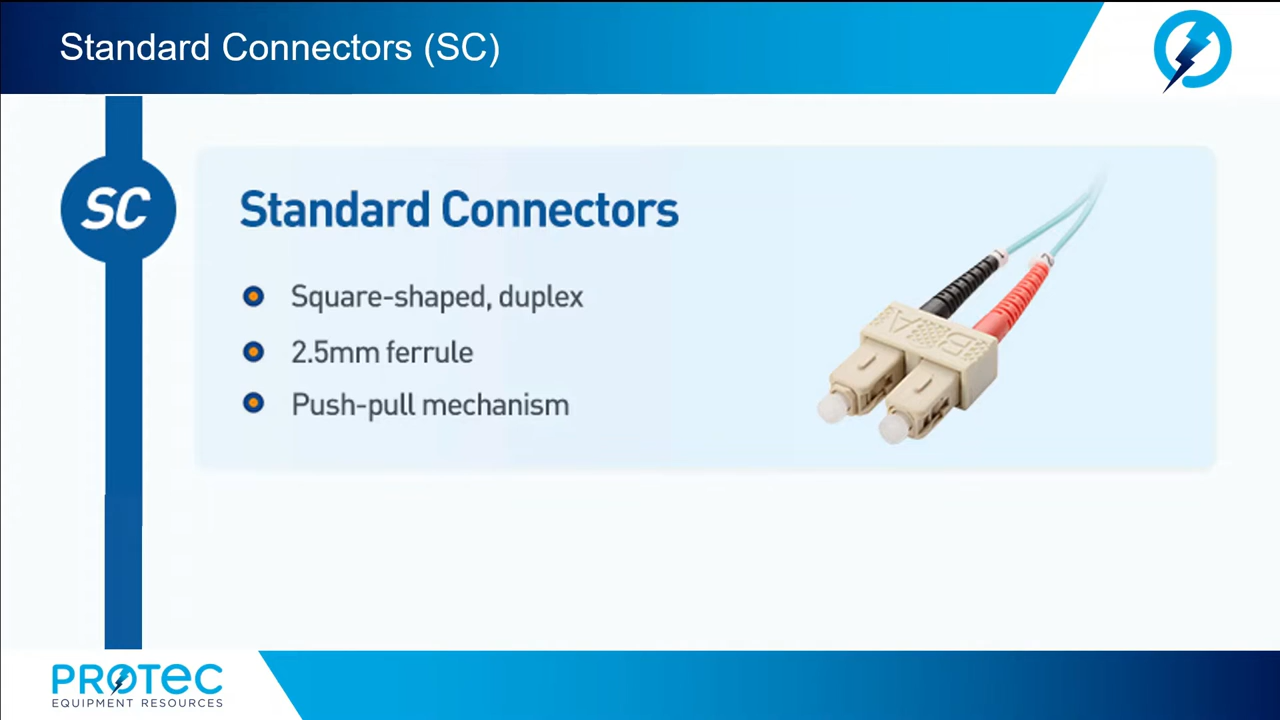 Standard Connectors (SC)
SC
Standard Connectors
Square-shaped, duplex
2.5mm ferrule
Push-pull mechanism
A
B
PROTEC
EQUIPMENT RESOURCES